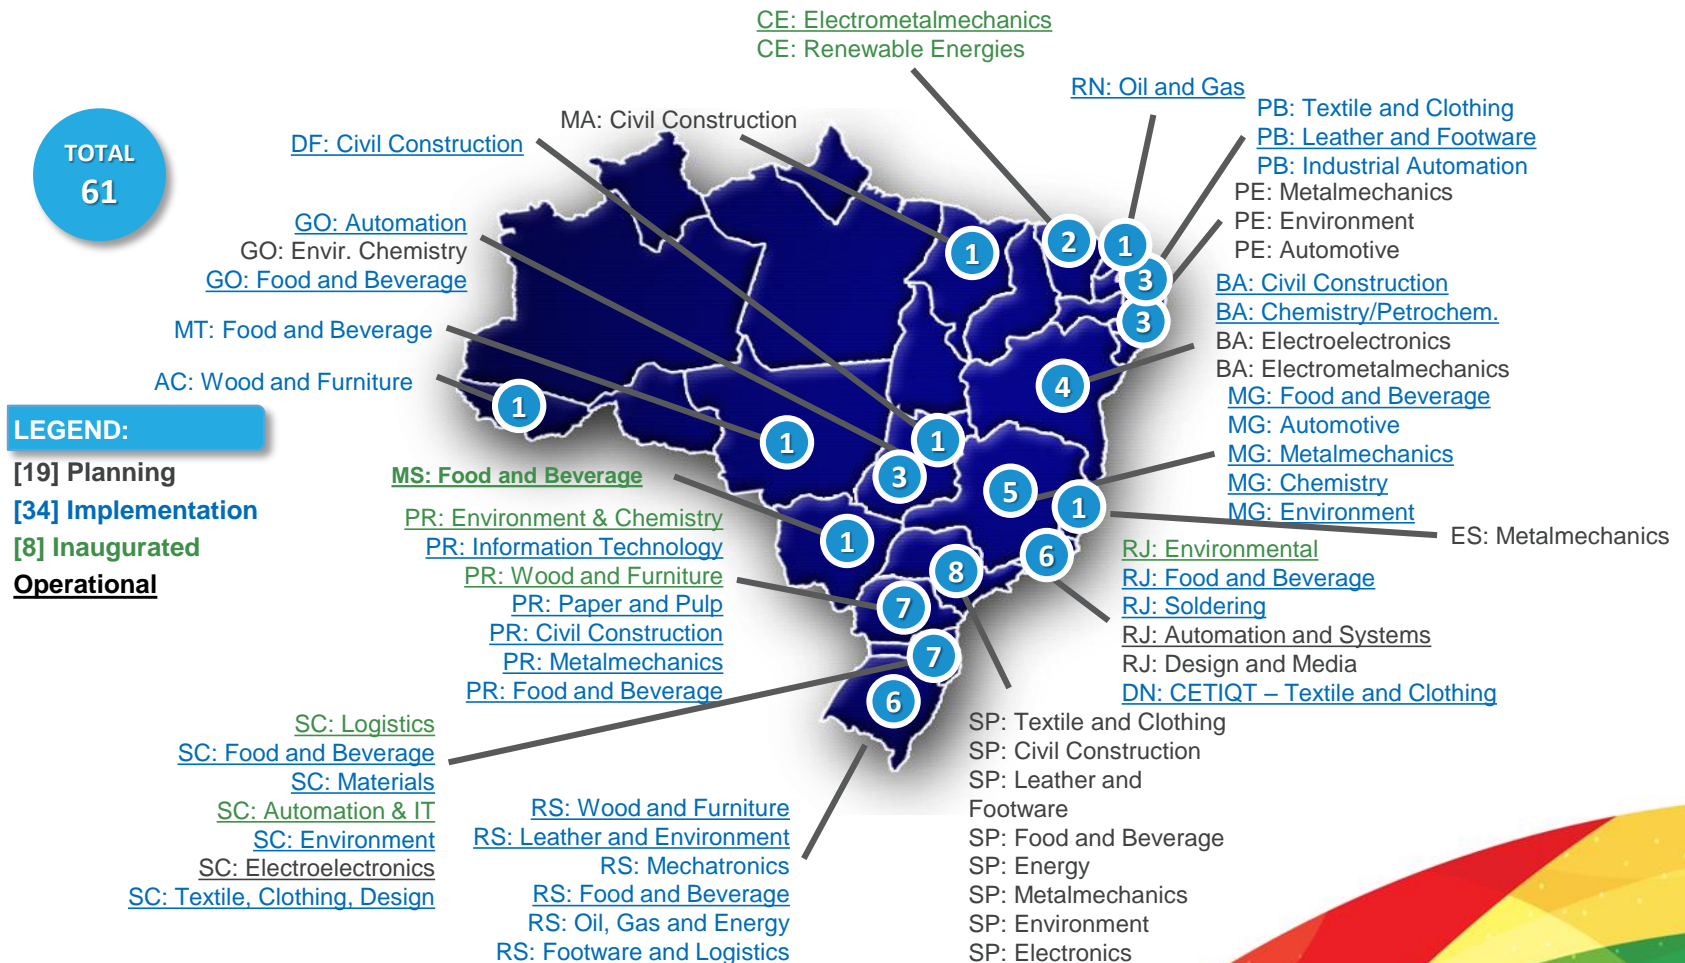 CE: Electrometalmechanics
CE: Renewable Energies
RN: Oil and Gas
PB: Textile and Clothing
PB: Leather and Footware
PB: Industrial Automation
PE: Metalmechanics
PE: Environment
PE: Automotive
MA: Civil Construction
DF: Civil Construction
TOTAL
61
GO: Automation
GO: Envir. Chemistry
GO: Food and Beverage
MT: Food and Beverage
AC: Wood and Furniture
LEGEND:
[19] Planning
[34] Implementation
[8] Inaugurated
Operational
BA: Civil Construction
BA: Chemistry/Petrochem.
BA: Electroelectronics
BA: Electrometalmechanics
MG: Food and Beverage
MG: Automotive
MG: Metalmechanics
MG: Chemistry
MG: Environment
ES: Metalmechanics
MS: Food and Beverage
PR: Environment & Chemistry
PR: Information Technology
PR: Wood and Furniture
PR: Paper and Pulp
PR: Civil Construction
PR: Metalmechanics
PR: Food and Beverage
RJ: Environmental
RJ: Food and Beverage
RJ: Soldering
RJ: Automation and Systems
RJ: Design and Media
DN: CETIQT – Textile and Clothing
SC: Logistics
SC: Food and Beverage
SC: Materials
SC: Automation & IT
SC: Environment
SC: Electroelectronics
SC: Textile, Clothing, Design
RS: Wood and Furniture
RS: Leather and Environment
RS: Mechatronics
RS: Food and Beverage
RS: Oil, Gas and Energy
RS: Footware and Logistics
SP: Textile and Clothing
SP: Civil Construction
SP: Leather and
Footware
SP: Food and Beverage
SP: Energy
SP: Metalmechanics
SP: Environment
SP: Electronics
1
2
1
3
3
4
1
1
1
3
5
1
1
6
8
7
7
6